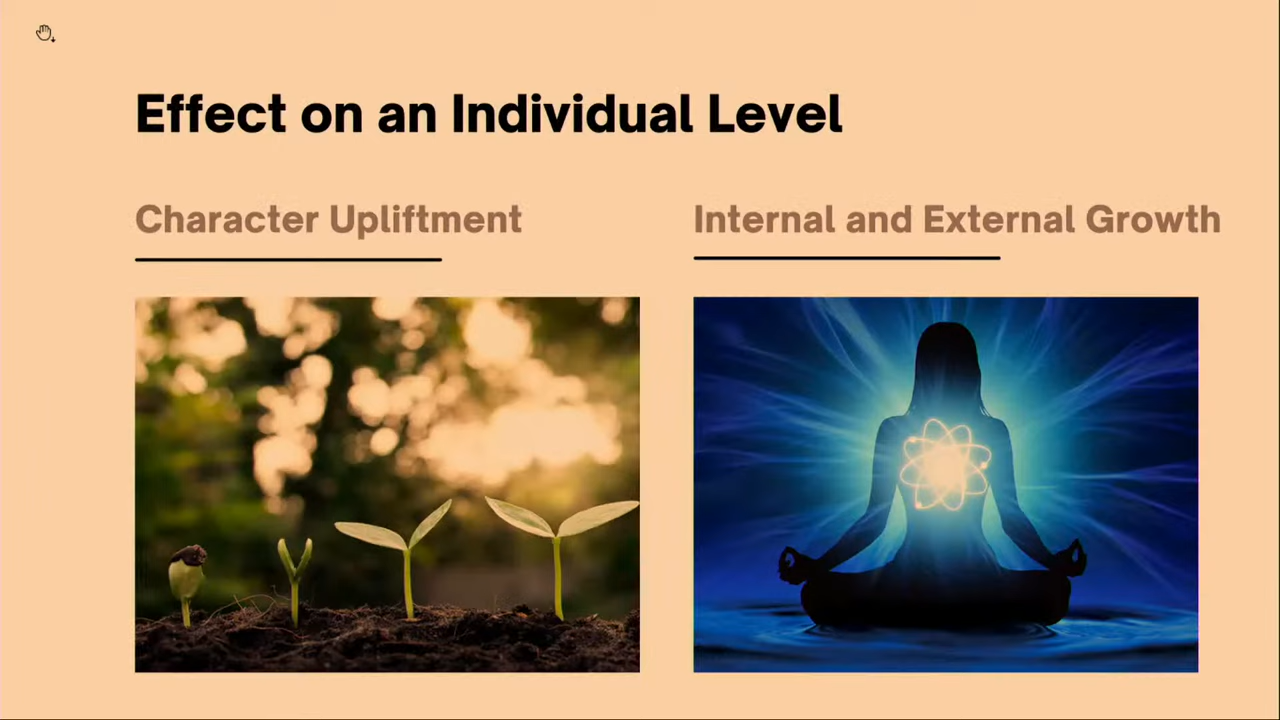 Effect on an Individual Level
Character Upliftment
Internal and External Growth